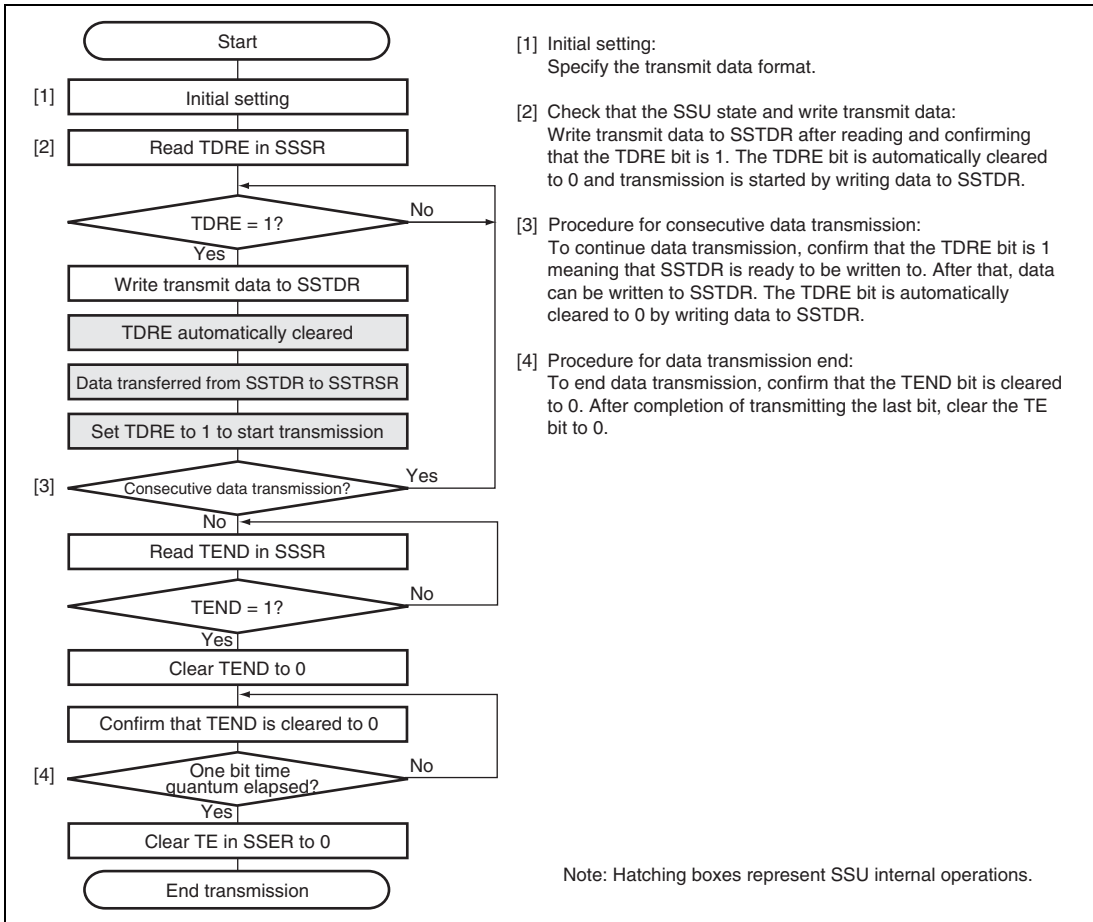 Start
[1] Initial setting
[2] Read TDRE in SSSR
TDRE = 1?
No
Yes
Write transmit data to SSTDR
TDRE automatically cleared
Data transferred from SSTDR to SSTRSR
Set TDRE to 1 to start transmission
[3] Consecutive data transmission?
Yes
No
Read TEND in SSSR
TEND = 1?
No
Yes
Clear TEND to 0
Confirm that TEND is cleared to 0
[4] One bit time
quantum elapsed?
No
Yes
Clear TE in SSER to 0
End transmission
[1] Initial setting:
Specify the transmit data format.
[2] Check that the SSU state and write transmit data:
Write transmit data to SSTDR after reading and confirming
that the TDRE bit is 1. The TDRE bit is automatically cleared
to 0 and transmission is started by writing data to SSTDR.
[3] Procedure for consecutive data transmission:
To continue data transmission, confirm that the TDRE bit is 1
meaning that SSTDR is ready to be written to. After that, data
can be written to SSTDR. The TDRE bit is automatically
cleared to 0 by writing data to SSTDR.
[4] Procedure for data transmission end:
To end data transmission, confirm that the TEND bit is cleared
to 0. After completion of transmitting the last bit, clear the TE
bit to 0.
Note: Hatching boxes represent SSU internal operations.